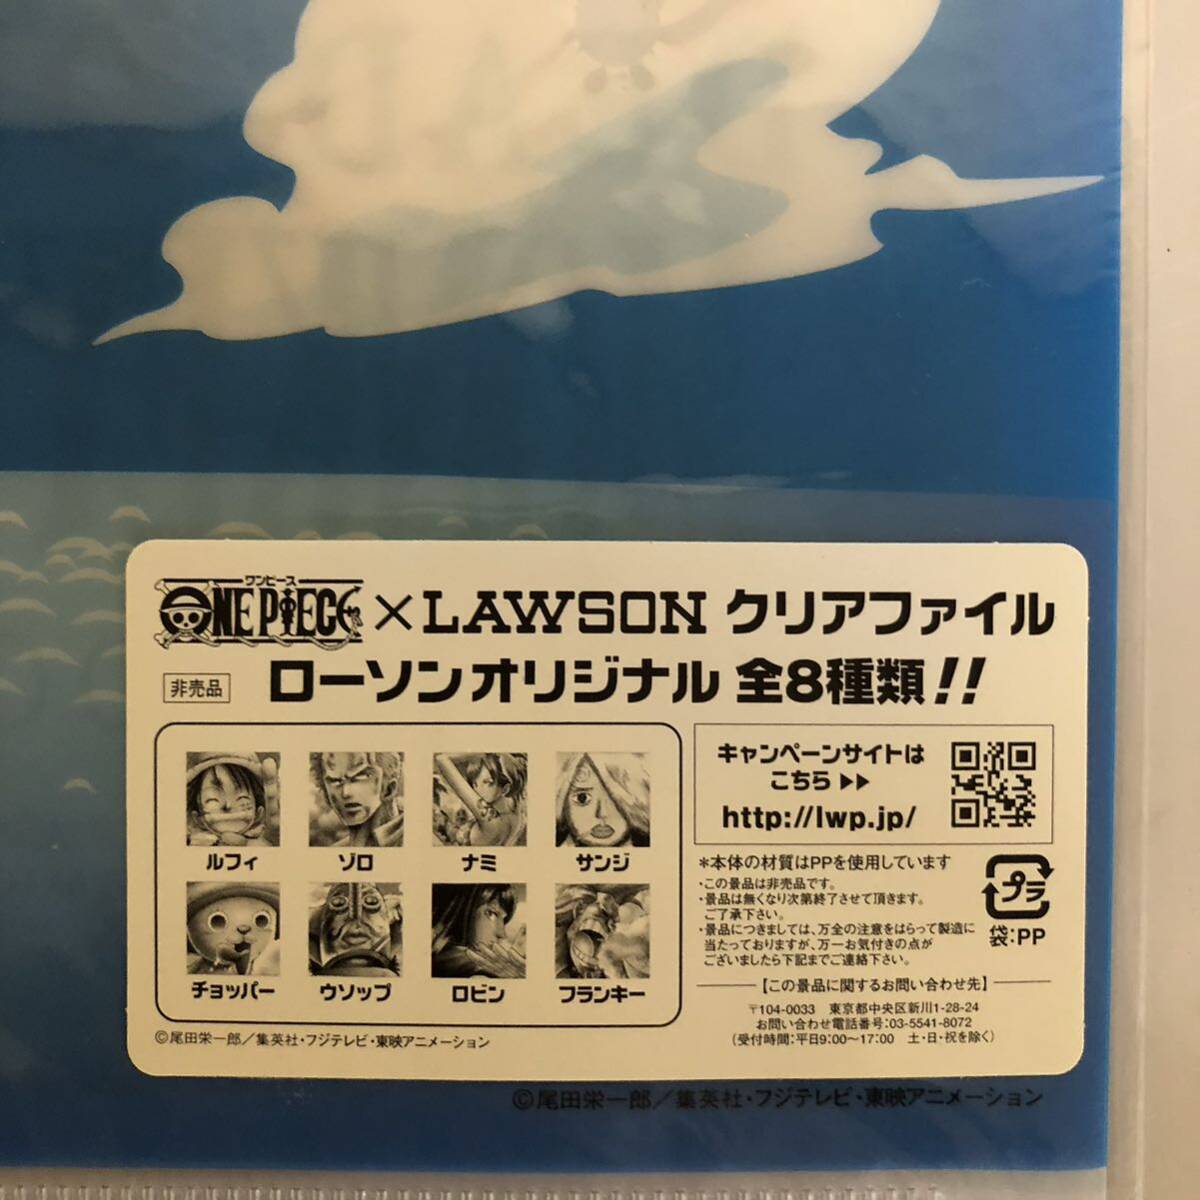 ワンピース
ONE PIECE × LAWSON クリアファイル
非売品
ローソンオリジナル 全8種類!!
ルフィ ゾロ ナミ サンジ
チョッパー ウソップ ロビン フランキー
©尾田栄一郎／集英社・フジテレビ・東映アニメーション
キャンペーンサイトは
こちら ▶▶
http://lwp.jp/
*本体の材質はPPを使用しています
・この景品は非売品です。
・景品は無くなり次第終了させて頂きます。
ご了承下さい。
・景品につきましては、万全の注意をはらって製造に
当たっておりますが、万一お気付きの点が
ございましたら下記までご連絡下さい。
プラ
袋:PP
【この景品に関するお問い合わせ先】
〒104-0033 東京都中央区新川1-28-24
お問い合わせ電話番号:03-5541-8072
(受付時間:平日9:00〜17:00 土・日・祝を除く)
©尾田栄一郎／集英社・フジテレビ・東映アニメーション